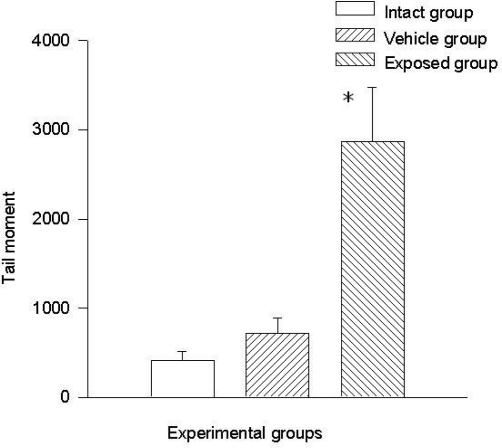 Intact group
Vehicle group
Exposed group
4000
3000
2000
1000
0
Tail moment
*
Experimental groups